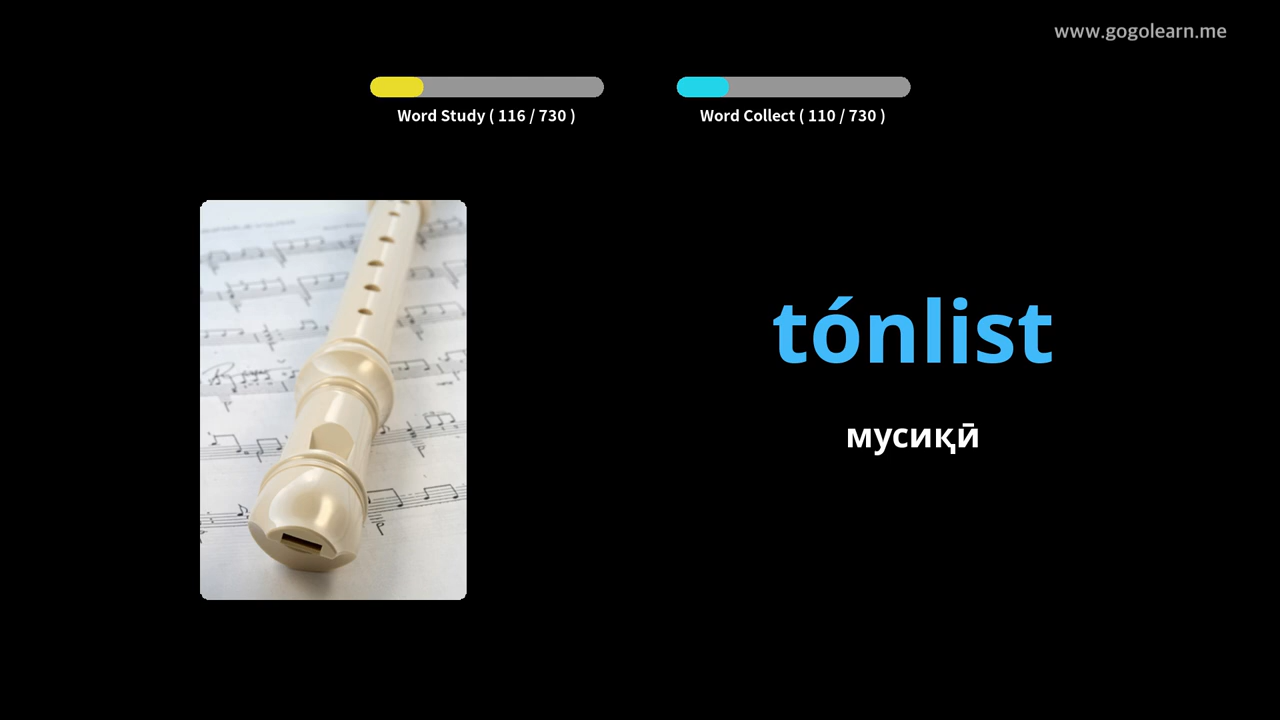 www.gogolearn.me
Word Study ( 116 / 730 )
Word Collect ( 110 / 730 )
tónlist
мусиқӣ